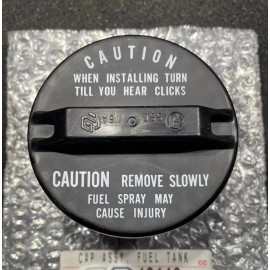 CAUTION
WHEN INSTALLING TURN
TILL YOU HEAR CLICKS
CAUTION REMOVE SLOWLY
FUEL SPRAY MAY
CAUSE INJURY
CAP ASSY, FUEL TANK